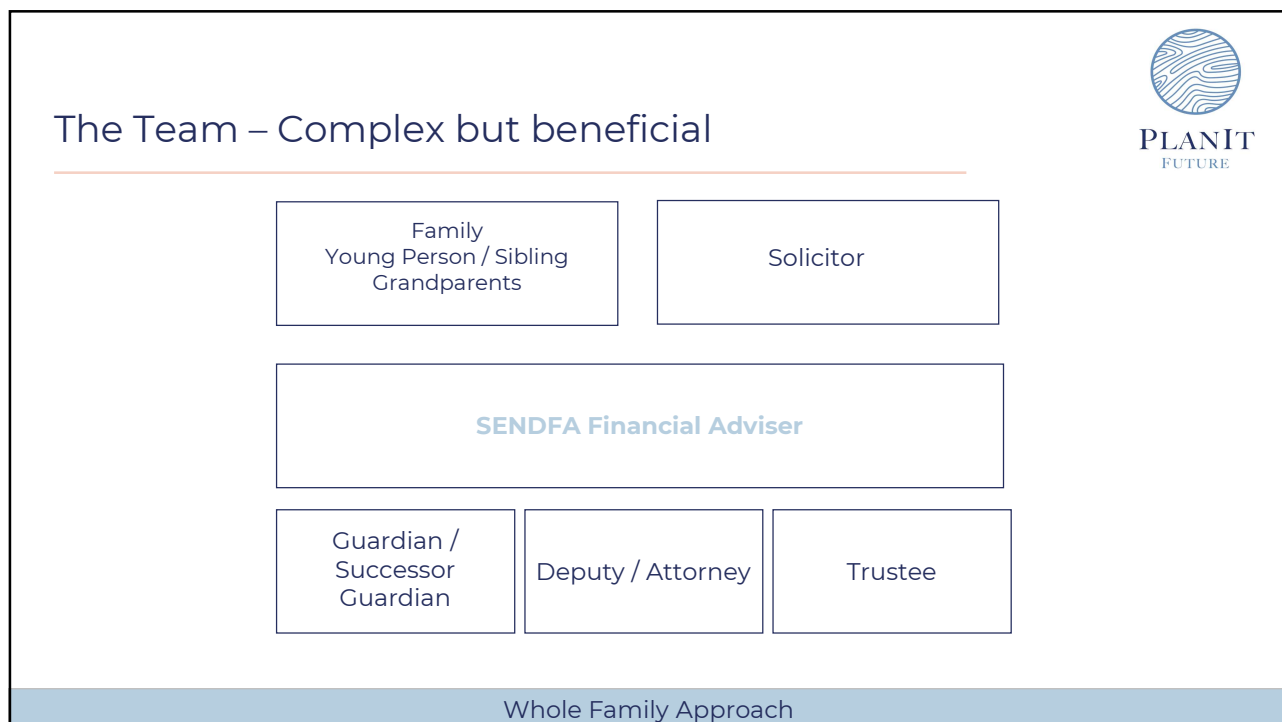 The Team – Complex but beneficial
PLANIT
FUTURE
Family
Young Person / Sibling
Grandparents
Solicitor
SENDFA Financial Adviser
Guardian /
Successor
Guardian
Deputy / Attorney
Trustee
Whole Family Approach